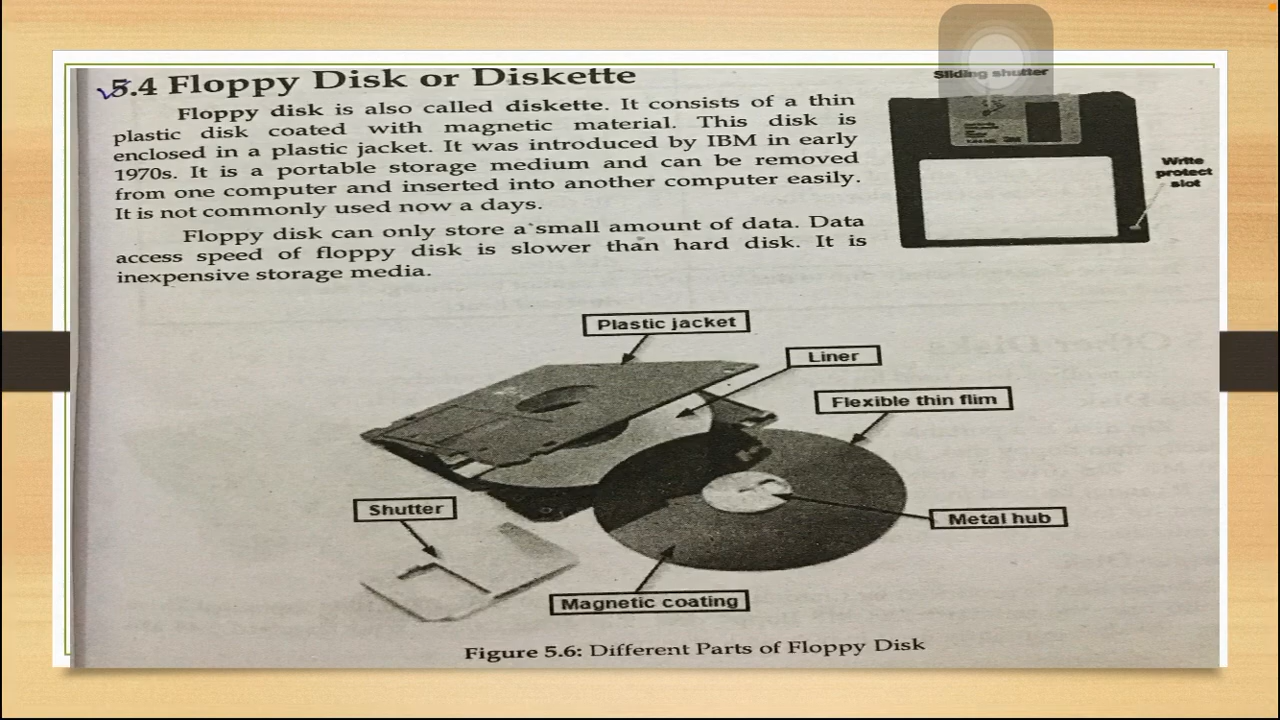 5.4 Floppy Disk or Diskette
Floppy disk is also called diskette. It consists of a thin
plastic disk coated with magnetic material. This disk is
enclosed in a plastic jacket. It was introduced by IBM in early
1970s. It is a portable storage medium and can be removed
from one computer and inserted into another computer easily.
It is not commonly used now a days.
Floppy disk can only store a small amount of data. Data
access speed of floppy disk is slower than hard disk. It is
inexpensive storage media.
Sliding shutter
Write
protect
slot
Plastic jacket
Liner
Flexible thin flim
Shutter
Metal hub
Magnetic coating
Figure 5.6: Different Parts of Floppy Disk